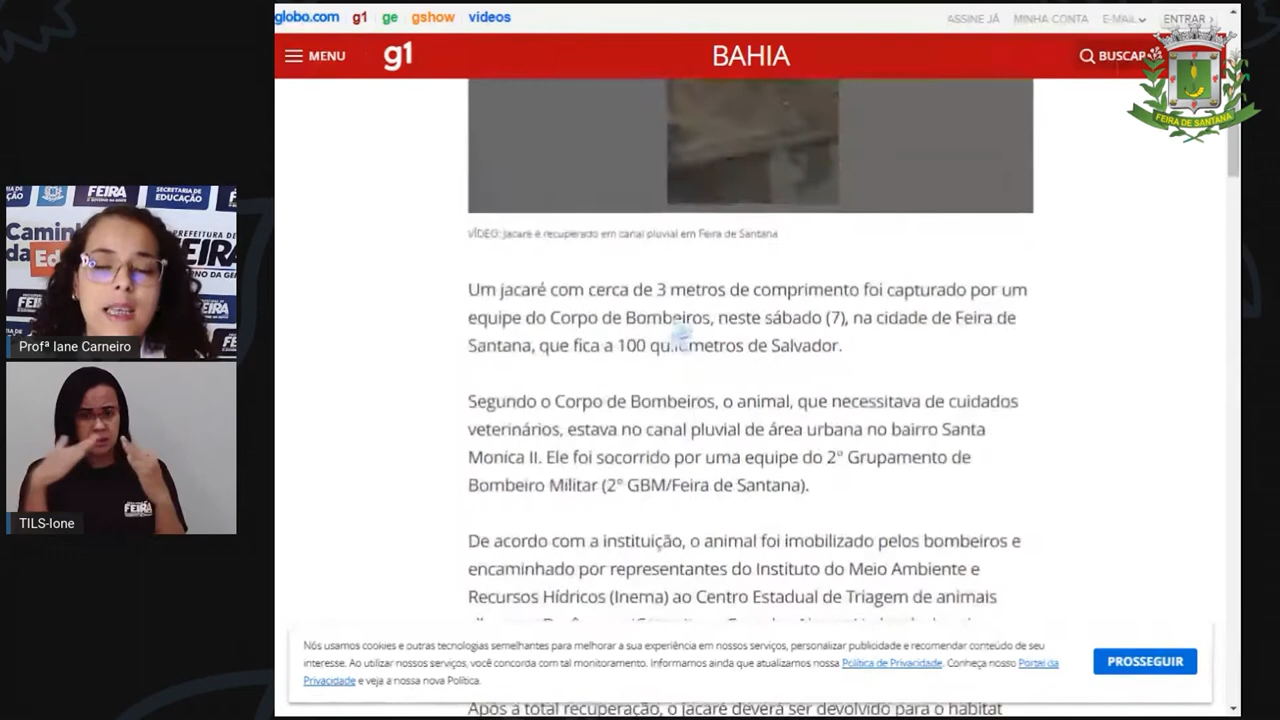 globo.com g1 ge gshow videos
ASSINE JÁ MINHA CONTA E-MAIL ENTRAR ›
MENU g1 BAHIA BUSCAR
FEIRA DE SANTANA
VÍDEO: Jacaré é recuperado em canal pluvial em Feira de Santana
Um jacaré com cerca de 3 metros de comprimento foi capturado por um
equipe do Corpo de Bombeiros, neste sábado (7), na cidade de Feira de
Santana, que fica a 100 quilômetros de Salvador.
Segundo o Corpo de Bombeiros, o animal, que necessitava de cuidados
veterinários, estava no canal pluvial de área urbana no bairro Santa
Monica II. Ele foi socorrido por uma equipe do 2º Grupamento de
Bombeiro Militar (2º GBM/Feira de Santana).
De acordo com a instituição, o animal foi imobilizado pelos bombeiros e
encaminhado por representantes do Instituto do Meio Ambiente e
Recursos Hídricos (Inema) ao Centro Estadual de Triagem de animais
Nós usamos cookies e outras tecnologias semelhantes para melhorar a sua experiência em nossos serviços, personalizar publicidade e recomendar conteúdo de seu
interesse. Ao utilizar nossos serviços, você concorda com tal monitoramento. Informamos ainda que atualizamos nossa Política de Privacidade. Conheça nosso Portal da
Privacidade e veja a nossa nova Política.
PROSSEGUIR
Após a total recuperação, o jacaré deverá ser devolvido para o habitat
FEIRA
SECRETARIA DE
EDUCAÇÃO
PREFEITURA DE
FEIRA
Profª Iane Carneiro
FEIRA
TILS-Ione